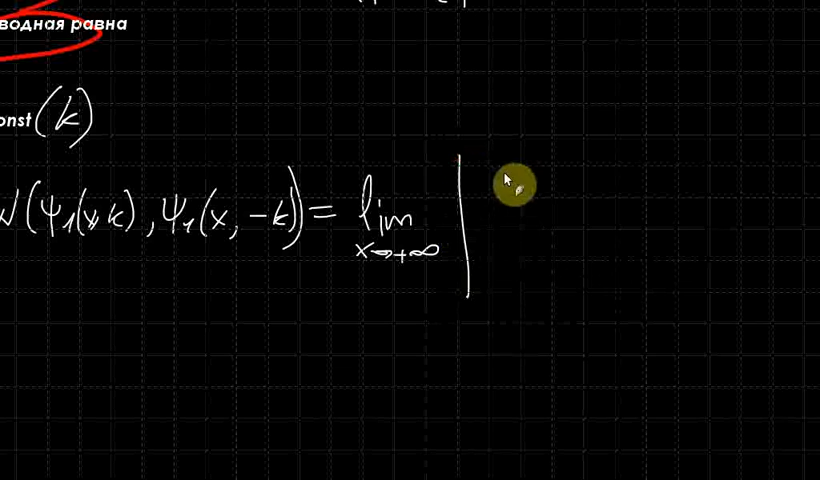 водная равна
onst (k)
W(ψ₁(x,k), ψ₁(x,-k)) = lim |
x→+∞